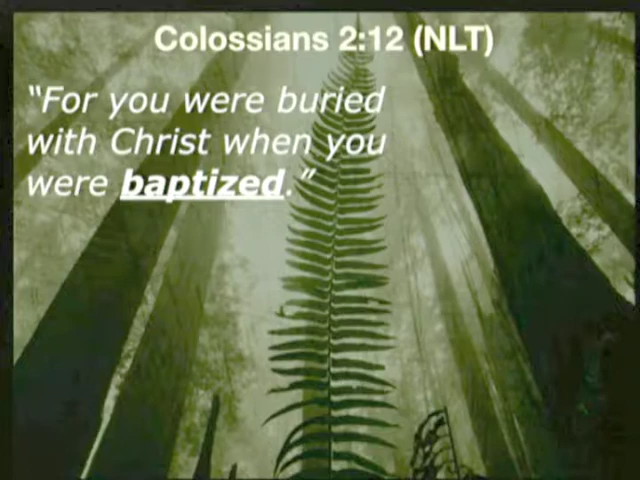 Colossians 2:12 (NLT)
“For you were buried
with Christ when you
were baptized.”